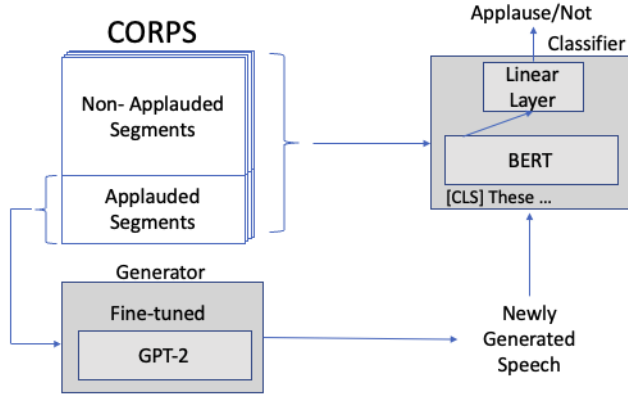 CORPS
Non- Applauded
Segments
Applauded
Segments
Applause/Not
Classifier
Linear
Layer
BERT
[CLS] These ...
Generator
Fine-tuned
GPT-2
Newly
Generated
Speech